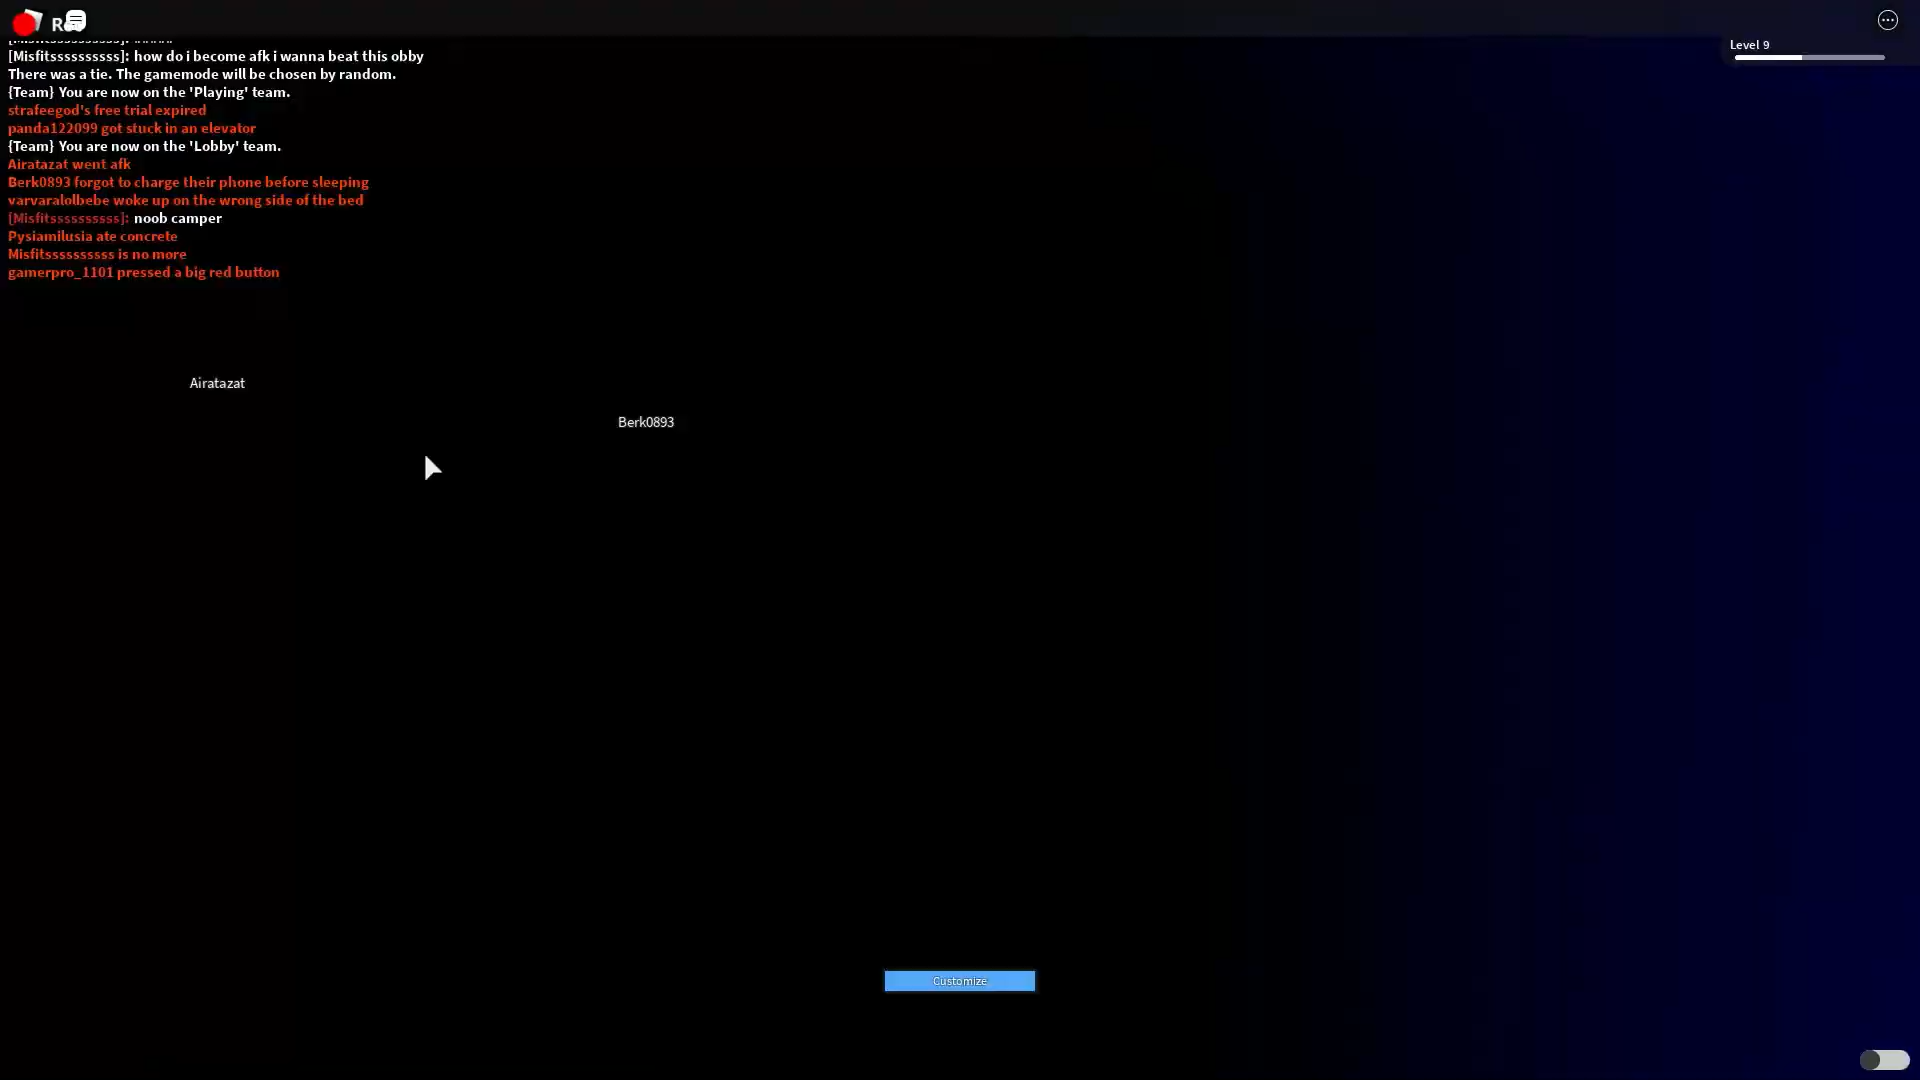 Level 9
[Misfitssssssssss]: how do i become afk i wanna beat this obby
There was a tie. The gamemode will be chosen by random.
{Team} You are now on the 'Playing' team.
strafeegod's free trial expired
panda122099 got stuck in an elevator
{Team} You are now on the 'Lobby' team.
Airatazat went afk
Berk0893 forgot to charge their phone before sleeping
varvaralolbebe woke up on the wrong side of the bed
[Misfitssssssssss]: noob camper
Pysiamilusia ate concrete
Misfitssssssssss is no more
gamerpro_1101 pressed a big red button
Airatazat
Berk0893
Customize